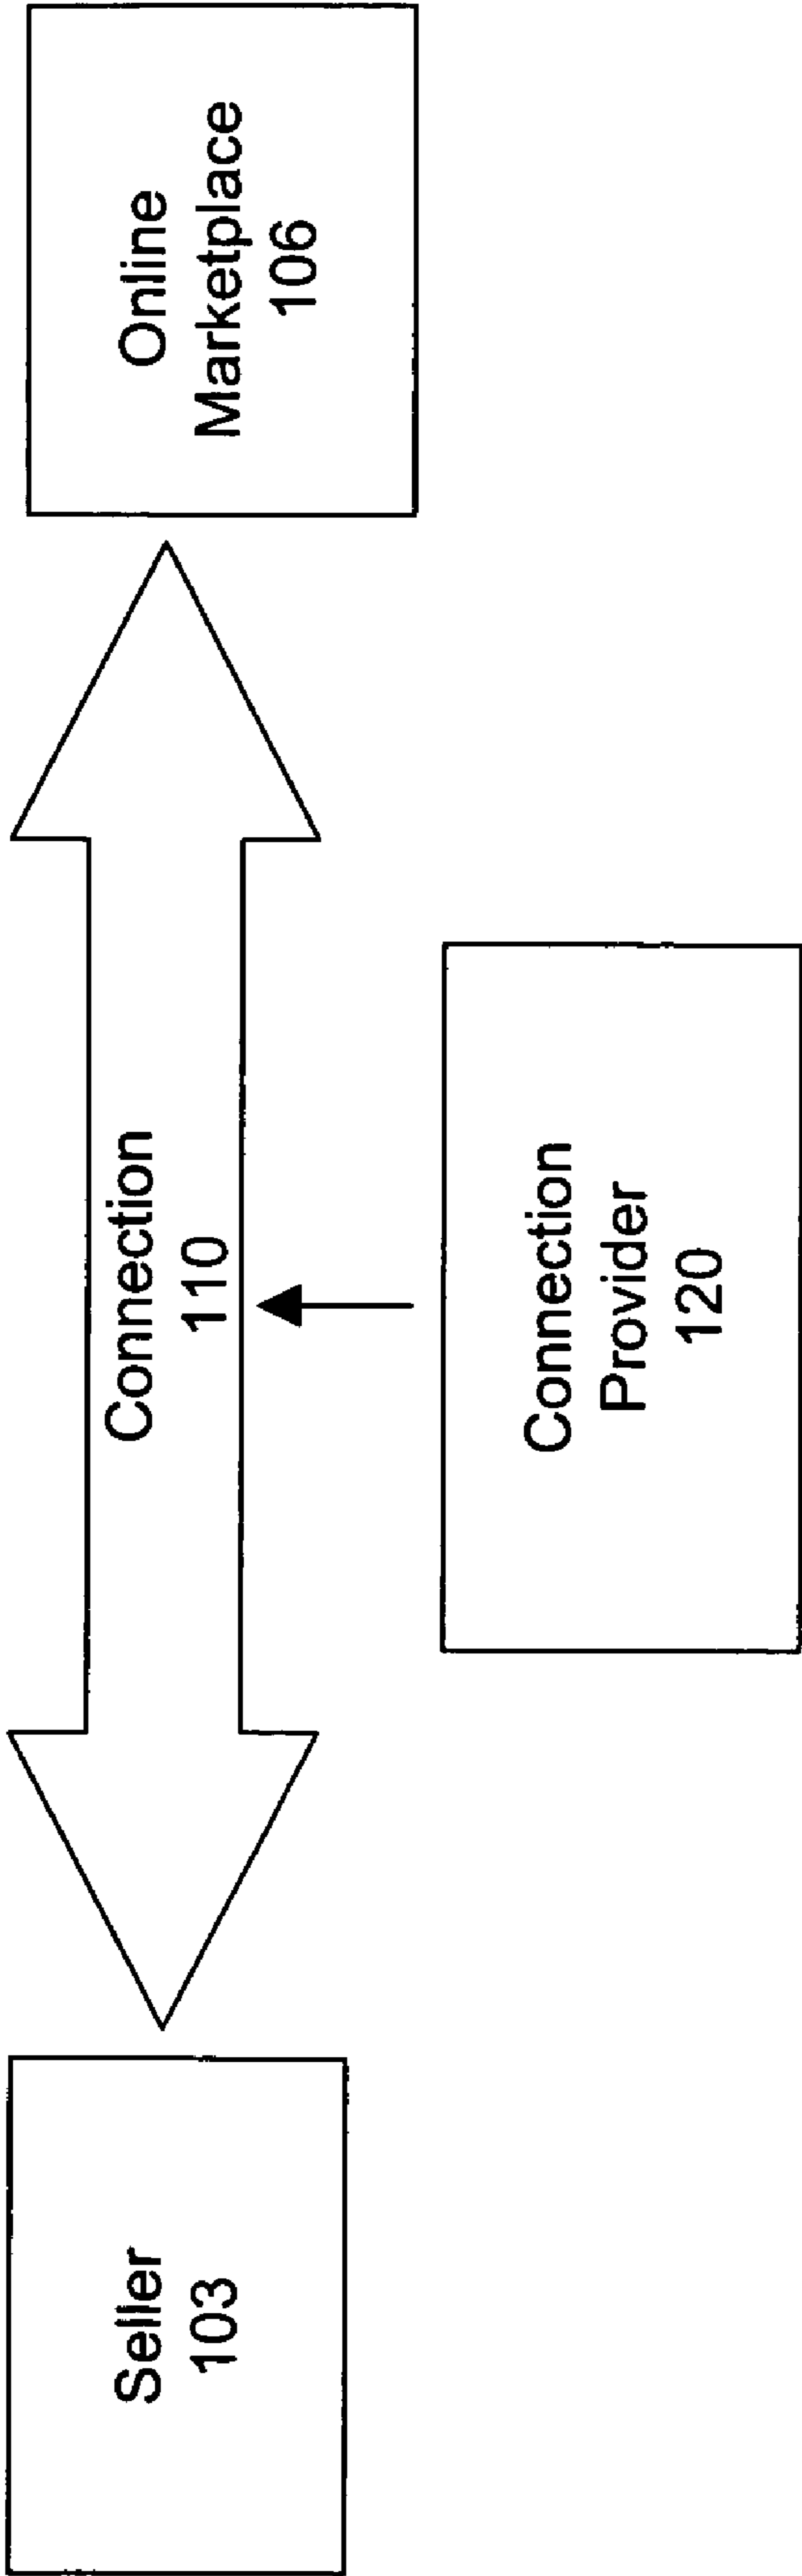 Seller
103
Connection
110
Online
Marketplace
106
Connection
Provider
120